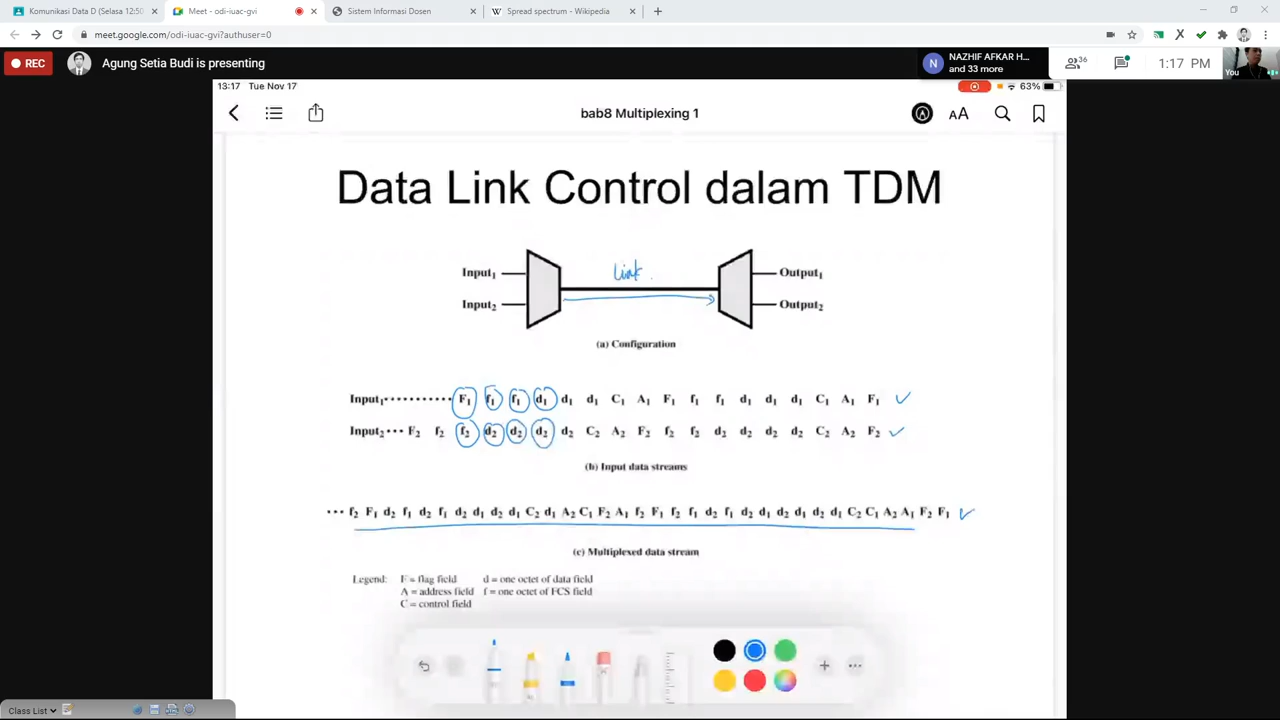 Komunikasi Data D (Selasa 12:50
Meet - odi-iuac-gvi
Sistem Informasi Dosen
Spread spectrum - Wikipedia
meet.google.com/odi-iuac-gvi?authuser=0
REC
Agung Setia Budi is presenting
N
NAZHIF AFKAR H...
and 33 more
36
1:17 PM
You
13:17 Tue Nov 17
63%
bab8 Multiplexing 1
AA
Data Link Control dalam TDM
Input₁
link
Output₁
Input₂
Output₂
(a) Configuration
Input₁ ··········· F₁ f₁ f₁ d₁ d₁ d₁ C₁ A₁ F₁ f₁ f₁ d₁ d₁ d₁ C₁ A₁ F₁
Input₂ ··· F₂ f₂ f₂ d₂ d₂ d₂ d₂ C₂ A₂ F₂ f₂ f₂ d₂ d₂ d₂ d₂ C₂ A₂ F₂
(b) Input data streams
··· f₂ F₁ d₂ f₁ d₂ f₁ d₂ d₁ d₂ d₁ C₂ d₁ A₂ C₁ F₂ A₁ f₂ F₁ f₂ f₁ d₂ f₁ d₂ d₁ d₂ d₁ d₂ d₁ C₂ C₁ A₂ A₁ F₂ F₁
(c) Multiplexed data stream
Legend: F = flag field d = one octet of data field
A = address field f = one octet of FCS field
C = control field
Class List